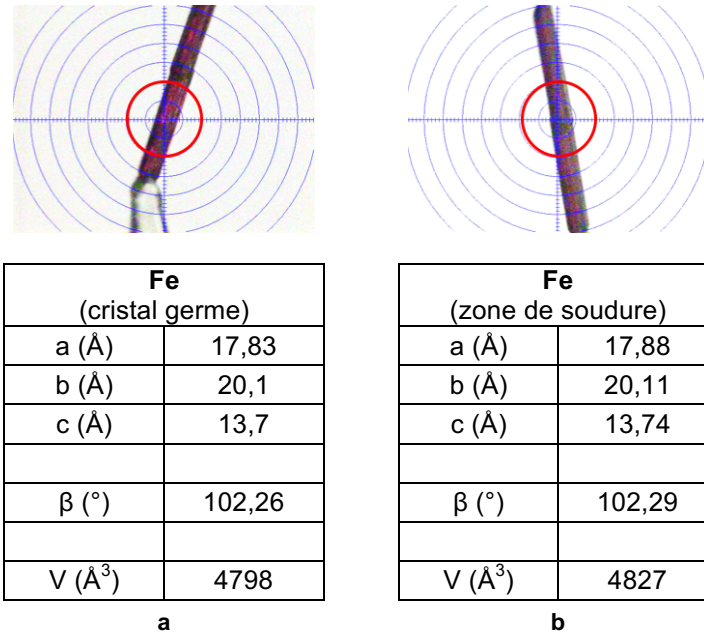 Fe
(cristal germe)
a (Å) 17,83
b (Å) 20,1
c (Å) 13,7
β (°) 102,26
V (Å³) 4798
a
Fe
(zone de soudure)
a (Å) 17,88
b (Å) 20,11
c (Å) 13,74
β (°) 102,29
V (Å³) 4827
b